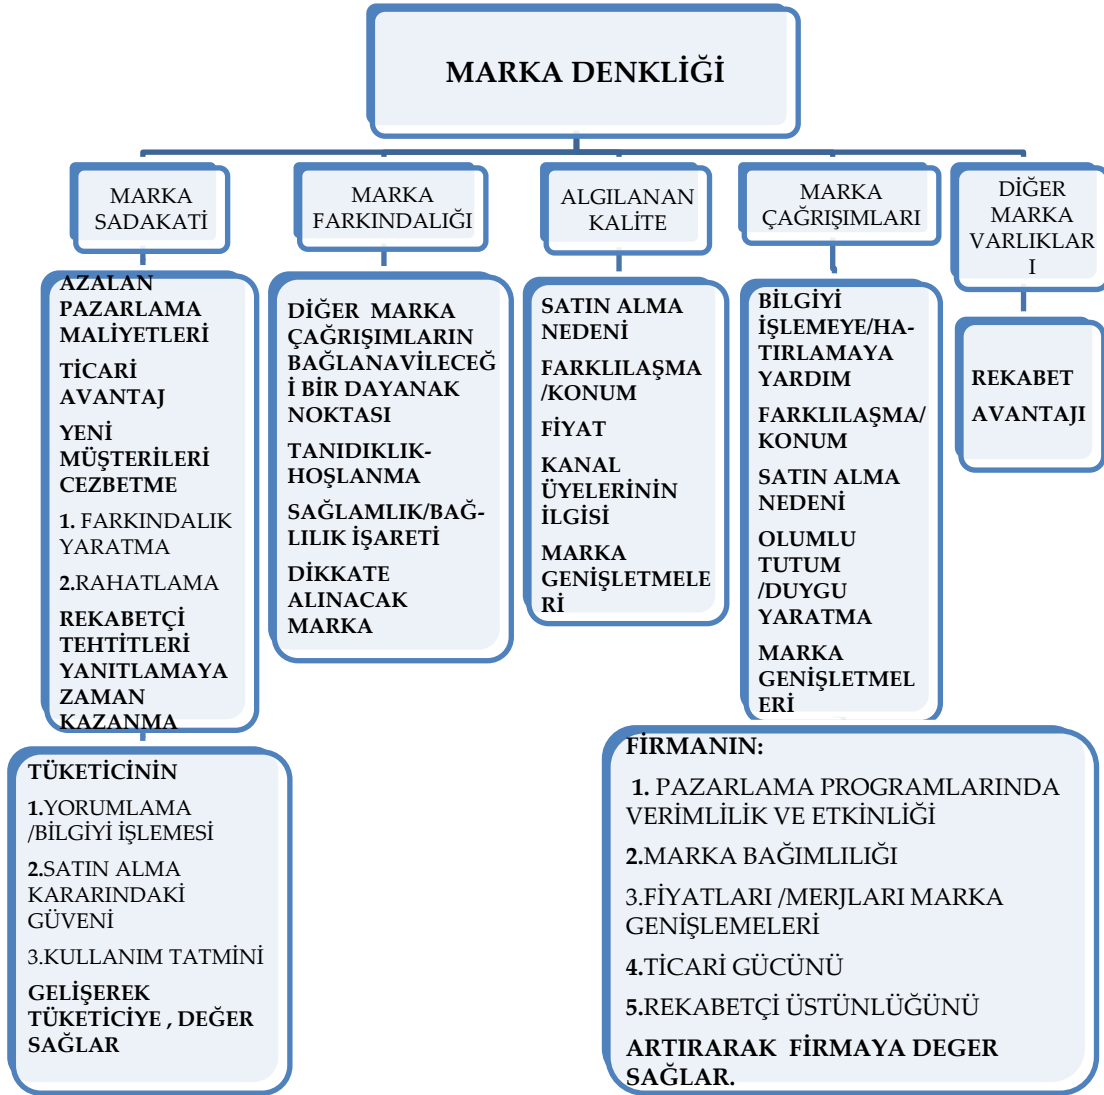 MARKA DENKLİĞİ
MARKA
SADAKATİ
MARKA
FARKINDALIĞI
ALGILANAN
KALİTE
MARKA
ÇAĞRIŞIMLARI
DİĞER
MARKA
VARLIKLAR
I
AZALAN
PAZARLAMA
MALİYETLERİ
TİCARİ
AVANTAJ
YENİ
MÜŞTERİLERİ
CEZBETME
1. FARKINDALIK
YARATMA
2.RAHATLAMA
REKABETÇİ
TEHTİTLERİ
YANITLAMAYA
ZAMAN
KAZANMA
DİĞER MARKA
ÇAĞRIŞIMLARIN
BAĞLANAVİLECEĞ
İ BİR DAYANAK
NOKTASI
TANIDIKLIK-
HOŞLANMA
SAĞLAMLIK/BAĞ-
LILIK İŞARETİ
DİKKATE
ALINACAK
MARKA
SATIN ALMA
NEDENİ
FARKLILAŞMA
/KONUM
FİYAT
KANAL
ÜYELERİNİN
İLGİSİ
MARKA
GENİŞLETMELE
Rİ
BİLGİYİ
İŞLEMEYE/HA-
TIRLAMAYA
YARDIM
FARKLILAŞMA/
KONUM
SATIN ALMA
NEDENİ
OLUMLU
TUTUM
/DUYGU
YARATMA
MARKA
GENİŞLETMEL
ERİ
REKABET
AVANTAJI
TÜKETİCİNİN
1.YORUMLAMA
/BİLGİYİ İŞLEMESİ
2.SATIN ALMA
KARARINDAKİ
GÜVENİ
3.KULLANIM TATMİNİ
GELİŞEREK
TÜKETİCİYE , DEĞER
SAĞLAR
FİRMANIN:
1. PAZARLAMA PROGRAMLARINDA
VERİMLİLİK VE ETKİNLİĞİ
2.MARKA BAĞIMLILIĞI
3.FİYATLARI /MERJLARI MARKA
GENİŞLEMELERİ
4.TİCARİ GÜCÜNÜ
5.REKABETÇİ ÜSTÜNLÜĞÜNÜ
ARTIRARAK FİRMAYA DEGER
SAĞLAR.